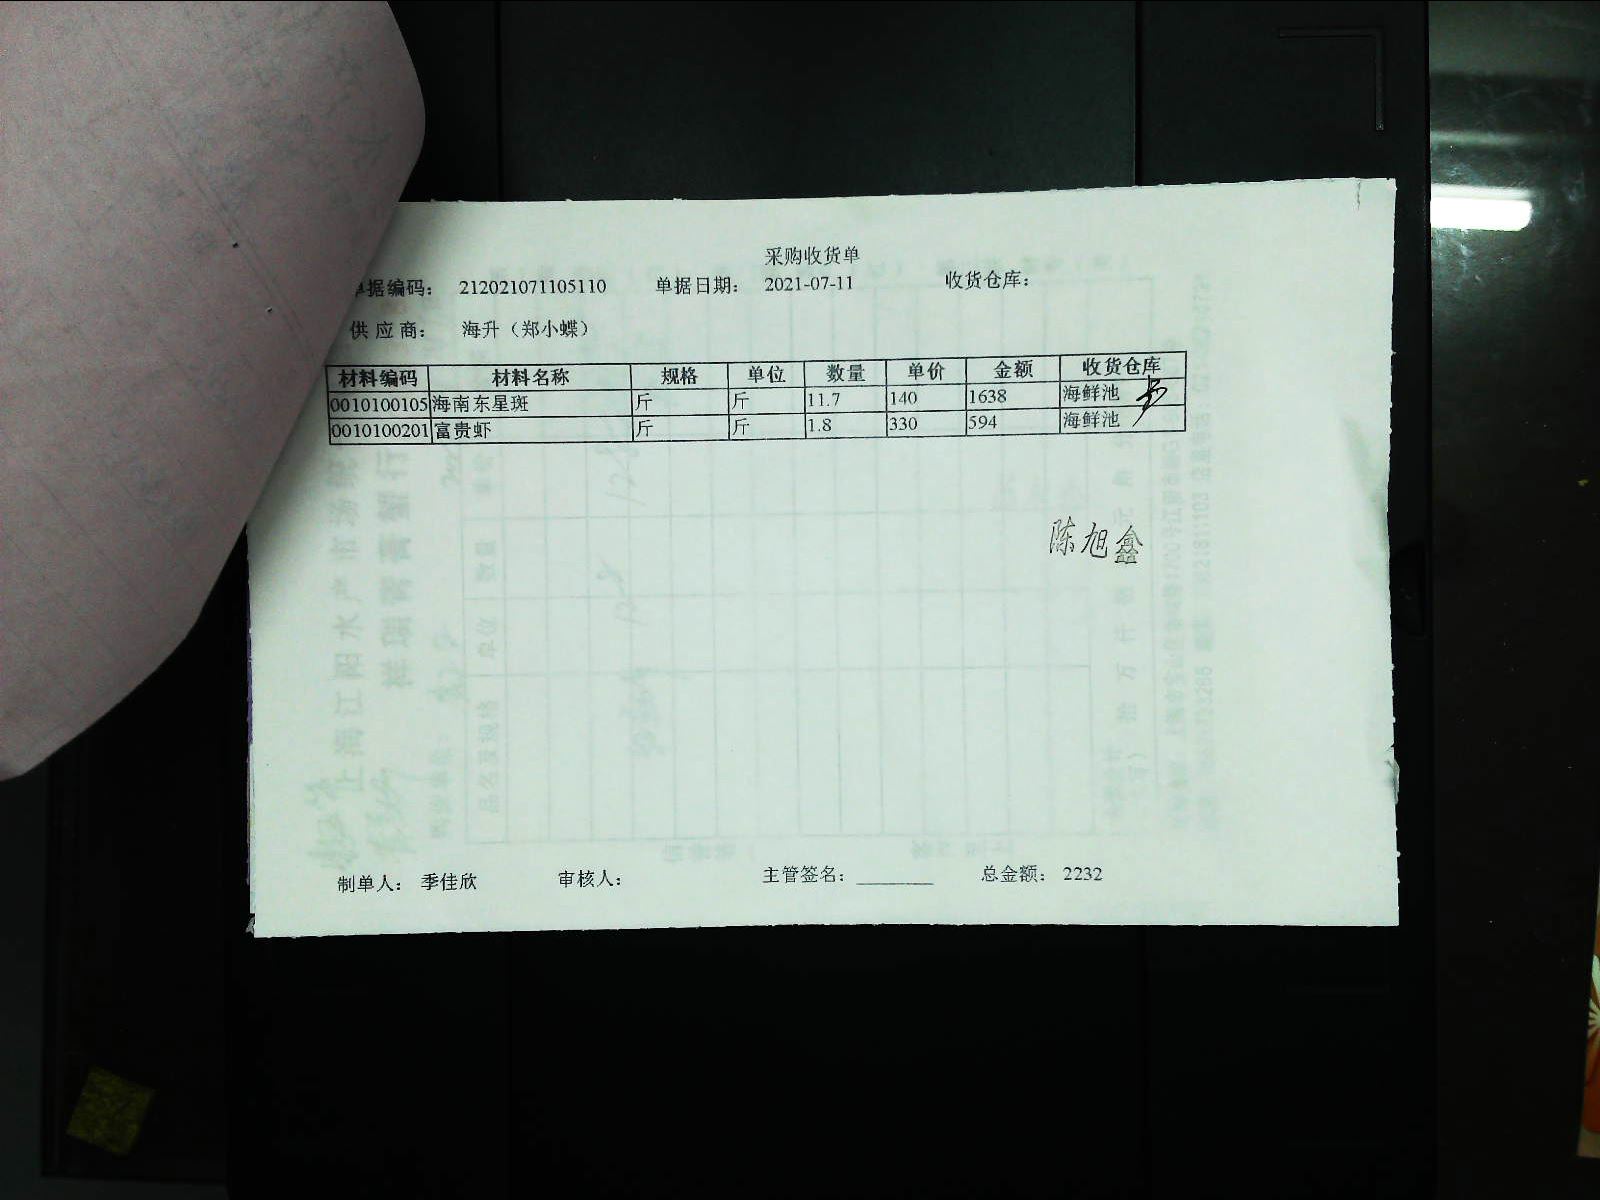 采购收货单
单据编码： 212021071105110 单据日期： 2021-07-11 收货仓库：
供应商： 海升（郑小蝶）
材料编码 材料名称 规格 单位 数量 单价 金额 收货仓库
0010100105 海南东星斑 斤 斤 11.7 140 1638 海鲜池
0010100201 富贵虾 斤 斤 1.8 330 594 海鲜池
陈旭鑫
制单人： 季佳欣 审核人： 主管签名：________ 总金额： 2232